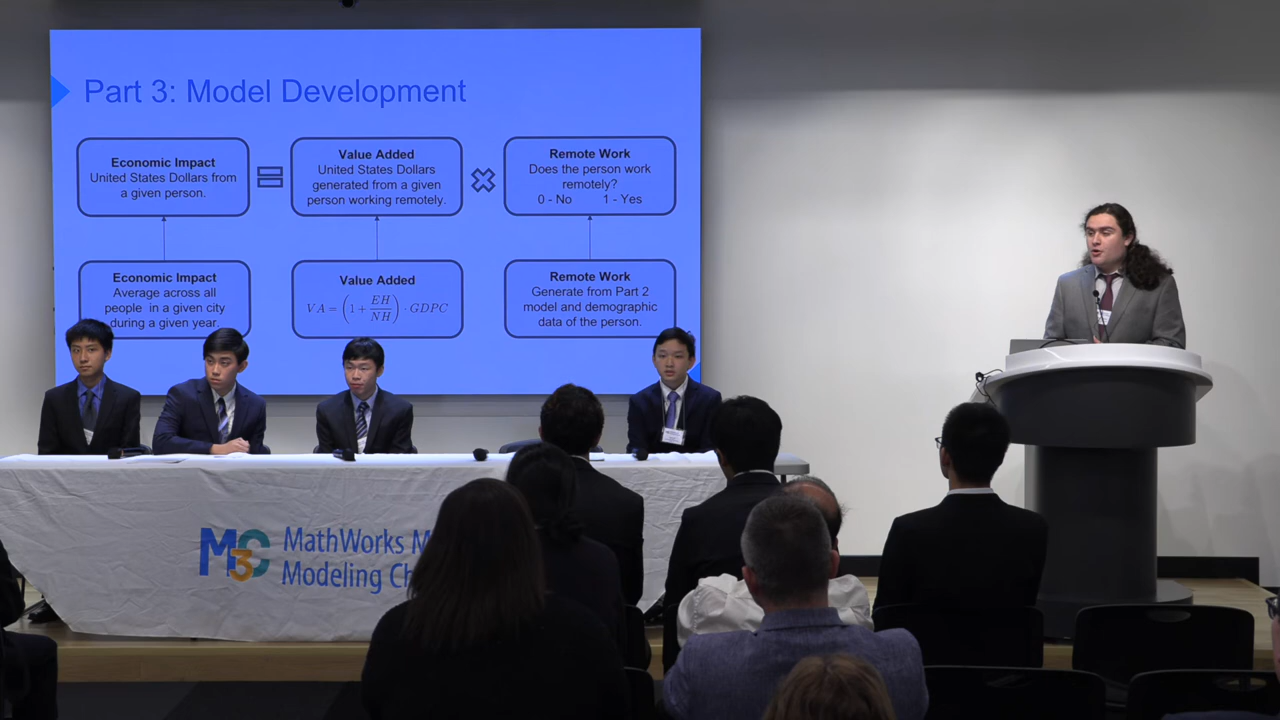 Part 3: Model Development
Economic Impact
United States Dollars from
a given person.
Value Added
United States Dollars
generated from a given
person working remotely.
Remote Work
Does the person work
remotely?
0 - No 1 - Yes
Economic Impact
Average across all
people in a given city
during a given year.
Value Added
VA = (1 + EH/NH) · GDPC
Remote Work
Generate from Part 2
model and demographic
data of the person.
M3C
MathWorks M
Modeling Ch